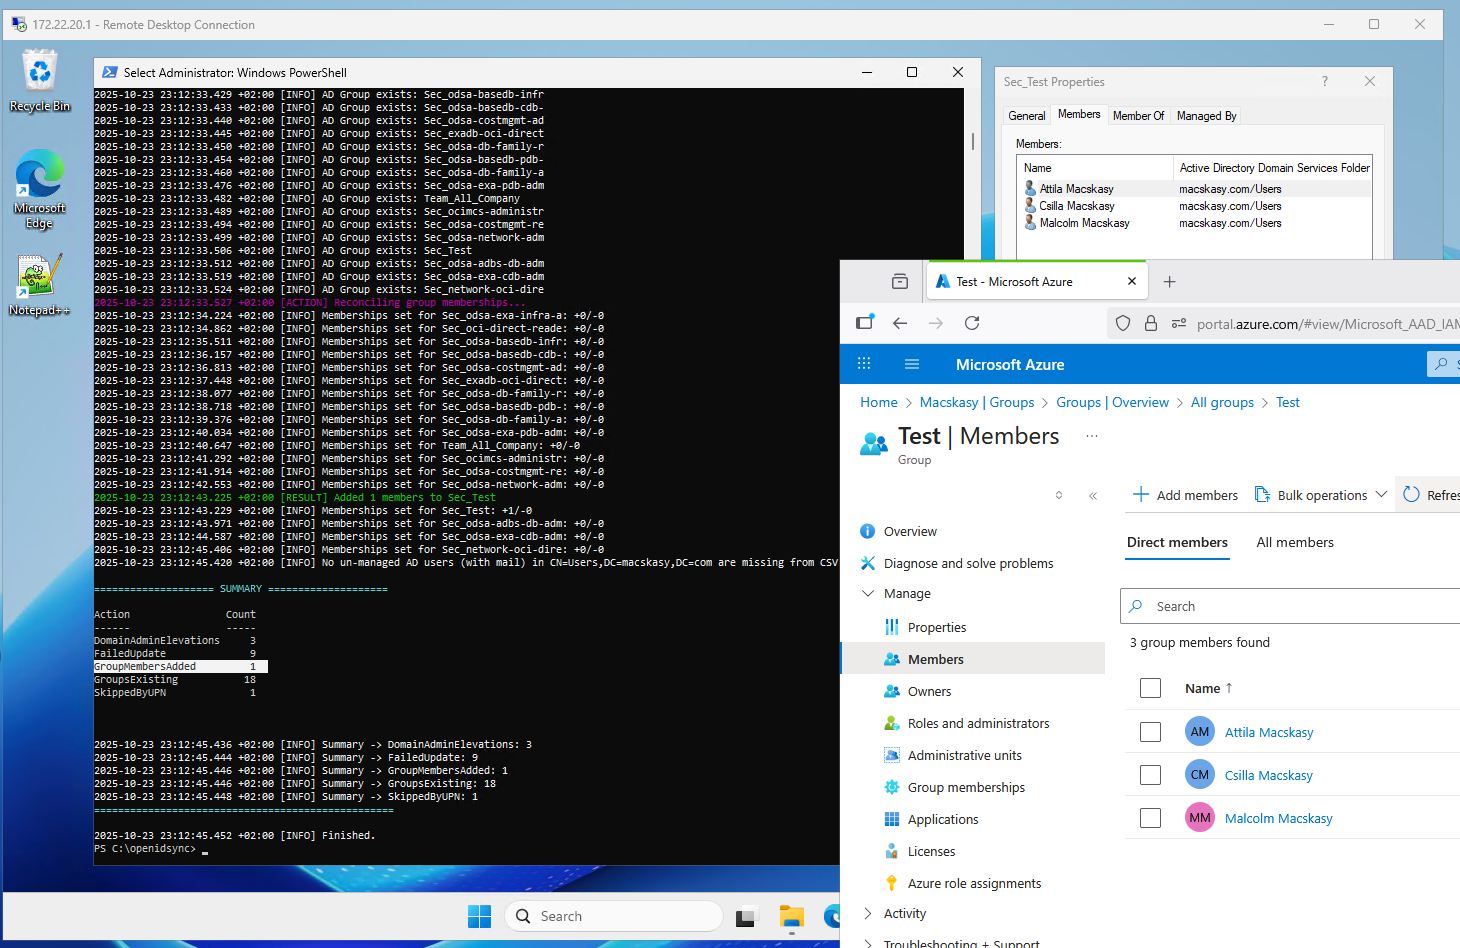 172.22.20.1 - Remote Desktop Connection
Recycle Bin
Microsoft
Edge
Notepad++
Select Administrator: Windows PowerShell
2025-10-23 23:12:33.429 +02:00 [INFO] AD Group exists: Sec_odsa-basedb-infr
2025-10-23 23:12:33.433 +02:00 [INFO] AD Group exists: Sec_odsa-basedb-cdb-
2025-10-23 23:12:33.440 +02:00 [INFO] AD Group exists: Sec_odsa-costmgmt-ad
2025-10-23 23:12:33.445 +02:00 [INFO] AD Group exists: Sec_exadb-oci-direct
2025-10-23 23:12:33.450 +02:00 [INFO] AD Group exists: Sec_odsa-db-family-r
2025-10-23 23:12:33.454 +02:00 [INFO] AD Group exists: Sec_odsa-basedb-pdb-
2025-10-23 23:12:33.460 +02:00 [INFO] AD Group exists: Sec_odsa-db-family-a
2025-10-23 23:12:33.476 +02:00 [INFO] AD Group exists: Sec_odsa-exa-pdb-adm
2025-10-23 23:12:33.482 +02:00 [INFO] AD Group exists: Team_All_Company
2025-10-23 23:12:33.489 +02:00 [INFO] AD Group exists: Sec_ocimcs-administr
2025-10-23 23:12:33.494 +02:00 [INFO] AD Group exists: Sec_odsa-costmgmt-re
2025-10-23 23:12:33.499 +02:00 [INFO] AD Group exists: Sec_odsa-network-adm
2025-10-23 23:12:33.506 +02:00 [INFO] AD Group exists: Sec_Test
2025-10-23 23:12:33.512 +02:00 [INFO] AD Group exists: Sec_odsa-adbs-db-adm
2025-10-23 23:12:33.519 +02:00 [INFO] AD Group exists: Sec_odsa-exa-cdb-adm
2025-10-23 23:12:33.524 +02:00 [INFO] AD Group exists: Sec_network-oci-dire
2025-10-23 23:12:33.527 +02:00 [ACTION] Reconciling group memberships...
2025-10-23 23:12:34.224 +02:00 [INFO] Memberships set for Sec_odsa-exa-infra-a: +0/-0
2025-10-23 23:12:34.862 +02:00 [INFO] Memberships set for Sec_oci-direct-reade: +0/-0
2025-10-23 23:12:35.511 +02:00 [INFO] Memberships set for Sec_odsa-basedb-infr: +0/-0
2025-10-23 23:12:36.157 +02:00 [INFO] Memberships set for Sec_odsa-basedb-cdb-: +0/-0
2025-10-23 23:12:36.813 +02:00 [INFO] Memberships set for Sec_odsa-costmgmt-ad: +0/-0
2025-10-23 23:12:37.448 +02:00 [INFO] Memberships set for Sec_exadb-oci-direct: +0/-0
2025-10-23 23:12:38.077 +02:00 [INFO] Memberships set for Sec_odsa-db-family-r: +0/-0
2025-10-23 23:12:38.718 +02:00 [INFO] Memberships set for Sec_odsa-basedb-pdb-: +0/-0
2025-10-23 23:12:39.376 +02:00 [INFO] Memberships set for Sec_odsa-db-family-a: +0/-0
2025-10-23 23:12:40.034 +02:00 [INFO] Memberships set for Sec_odsa-exa-pdb-adm: +0/-0
2025-10-23 23:12:40.647 +02:00 [INFO] Memberships set for Team_All_Company: +0/-0
2025-10-23 23:12:41.292 +02:00 [INFO] Memberships set for Sec_ocimcs-administr: +0/-0
2025-10-23 23:12:41.914 +02:00 [INFO] Memberships set for Sec_odsa-costmgmt-re: +0/-0
2025-10-23 23:12:42.553 +02:00 [INFO] Memberships set for Sec_odsa-network-adm: +0/-0
2025-10-23 23:12:43.225 +02:00 [RESULT] Added 1 members to Sec_Test
2025-10-23 23:12:43.229 +02:00 [INFO] Memberships set for Sec_Test: +1/-0
2025-10-23 23:12:43.971 +02:00 [INFO] Memberships set for Sec_odsa-adbs-db-adm: +0/-0
2025-10-23 23:12:44.587 +02:00 [INFO] Memberships set for Sec_odsa-exa-cdb-adm: +0/-0
2025-10-23 23:12:45.406 +02:00 [INFO] Memberships set for Sec_network-oci-dire: +0/-0
2025-10-23 23:12:45.420 +02:00 [INFO] No un-managed AD users (with mail) in CN=Users,DC=macskasy,DC=com are missing from CSV
==================== SUMMARY ====================
Action Count
------ -----
DomainAdminElevations 3
FailedUpdate 9
GroupMembersAdded 1
GroupsExisting 18
SkippedByUPN 1
2025-10-23 23:12:45.436 +02:00 [INFO] Summary -> DomainAdminElevations: 3
2025-10-23 23:12:45.444 +02:00 [INFO] Summary -> FailedUpdate: 9
2025-10-23 23:12:45.446 +02:00 [INFO] Summary -> GroupMembersAdded: 1
2025-10-23 23:12:45.446 +02:00 [INFO] Summary -> GroupsExisting: 18
2025-10-23 23:12:45.448 +02:00 [INFO] Summary -> SkippedByUPN: 1
==================================================
2025-10-23 23:12:45.452 +02:00 [INFO] Finished.
PS C:\openidsync> _
Search
Sec_Test Properties
General Members Member Of Managed By
Members:
Name Active Directory Domain Services Folder
Attila Macskasy macskasy.com/Users
Csilla Macskasy macskasy.com/Users
Malcolm Macskasy macskasy.com/Users
Test - Microsoft Azure
portal.azure.com/#view/Microsoft_AAD_IAM
Microsoft Azure
Home > Macskasy | Groups > Groups | Overview > All groups > Test
Test | Members ...
Group
Overview
Diagnose and solve problems
Manage
Properties
Members
Owners
Roles and administrators
Administrative units
Group memberships
Applications
Licenses
Azure role assignments
Activity
Troubleshooting + Support
Add members Bulk operations Refres
Direct members All members
Search
3 group members found
Name ↑
AM Attila Macskasy
CM Csilla Macskasy
MM Malcolm Macskasy